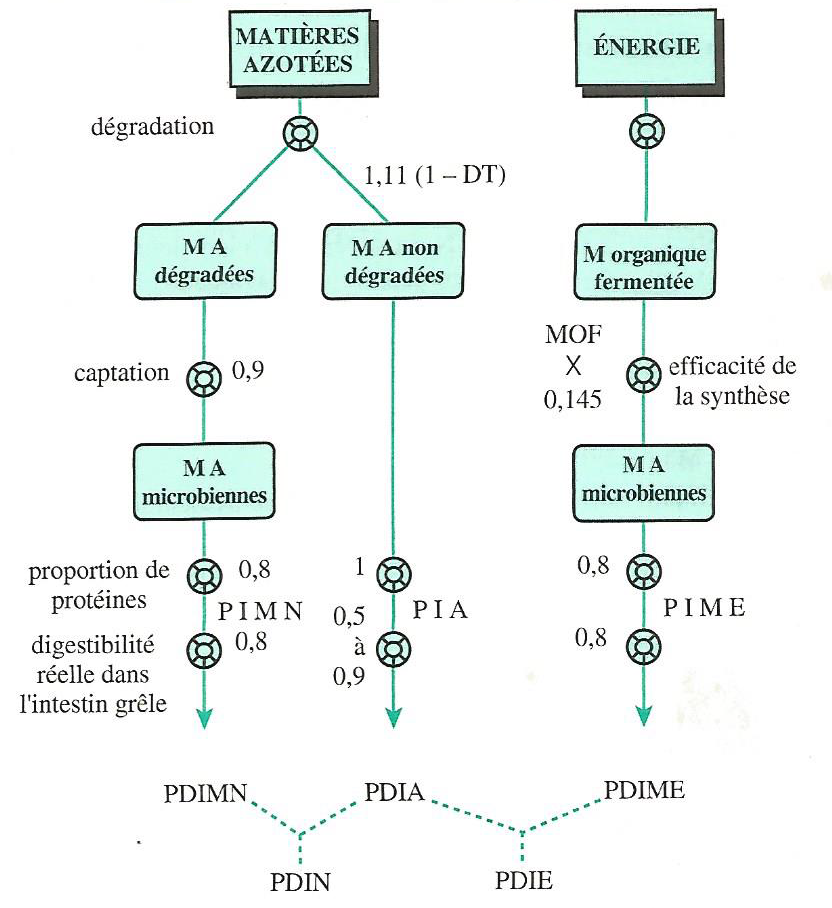 MATIÈRES
AZOTÉES
ÉNERGIE
dégradation
1,11 (1 – DT)
M A
dégradées
M A non
dégradées
M organique
fermentée
captation
0,9
MOF
X
0,145
efficacité de
la synthèse
M A
microbiennes
M A
microbiennes
proportion de
protéines
0,8
1
0,8
P I M N
P I A
P I M E
digestibilité
réelle dans
l'intestin grêle
0,8
0,5
à
0,9
0,8
PDIMN
PDIA
PDIME
PDIN
PDIE